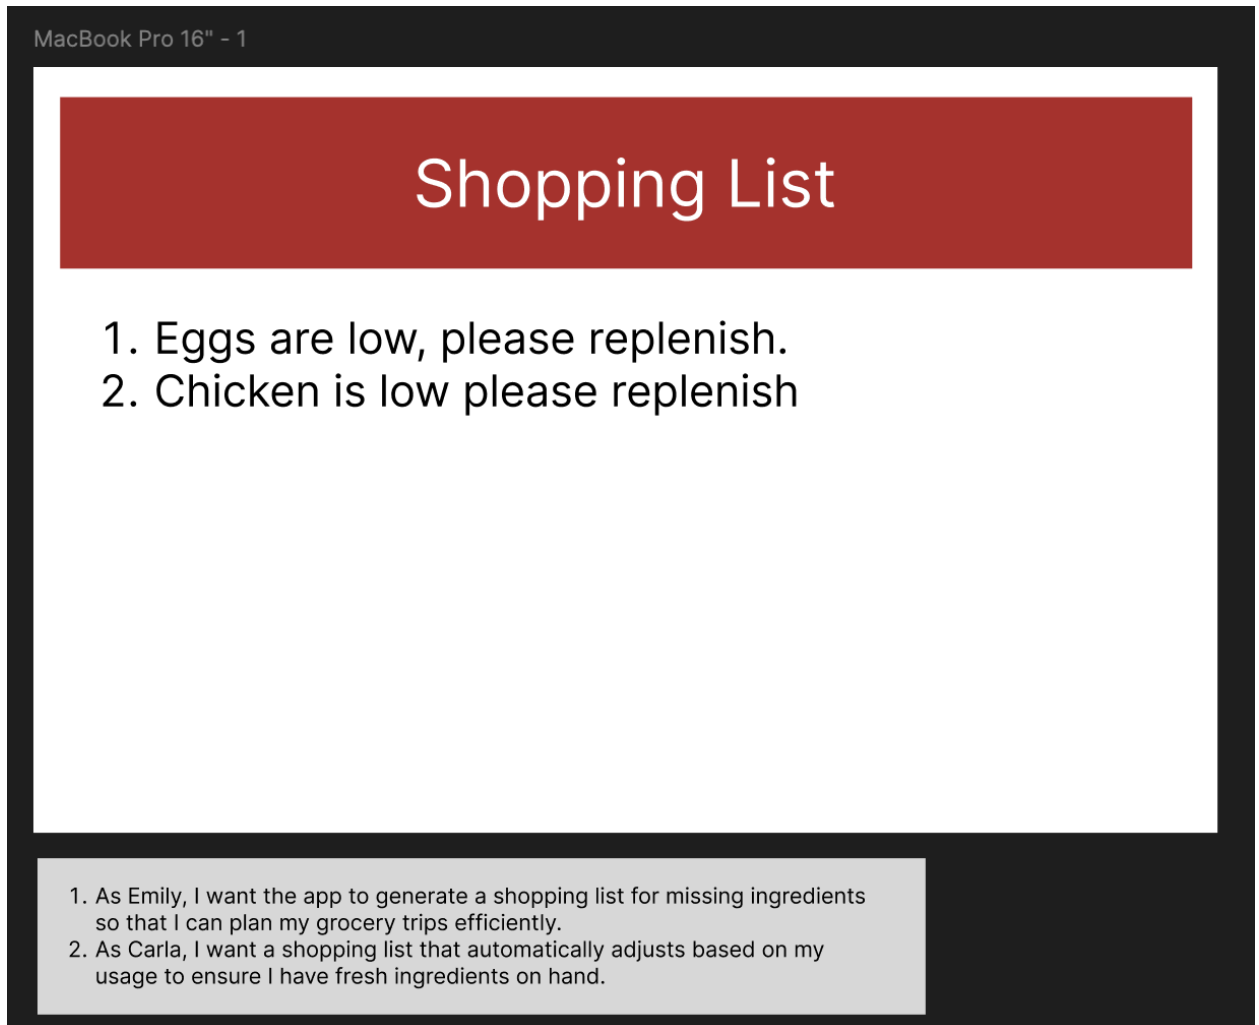 MacBook Pro 16" - 1
Shopping List
1. Eggs are low, please replenish.
2. Chicken is low please replenish
1. As Emily, I want the app to generate a shopping list for missing ingredients
so that I can plan my grocery trips efficiently.
2. As Carla, I want a shopping list that automatically adjusts based on my
usage to ensure I have fresh ingredients on hand.